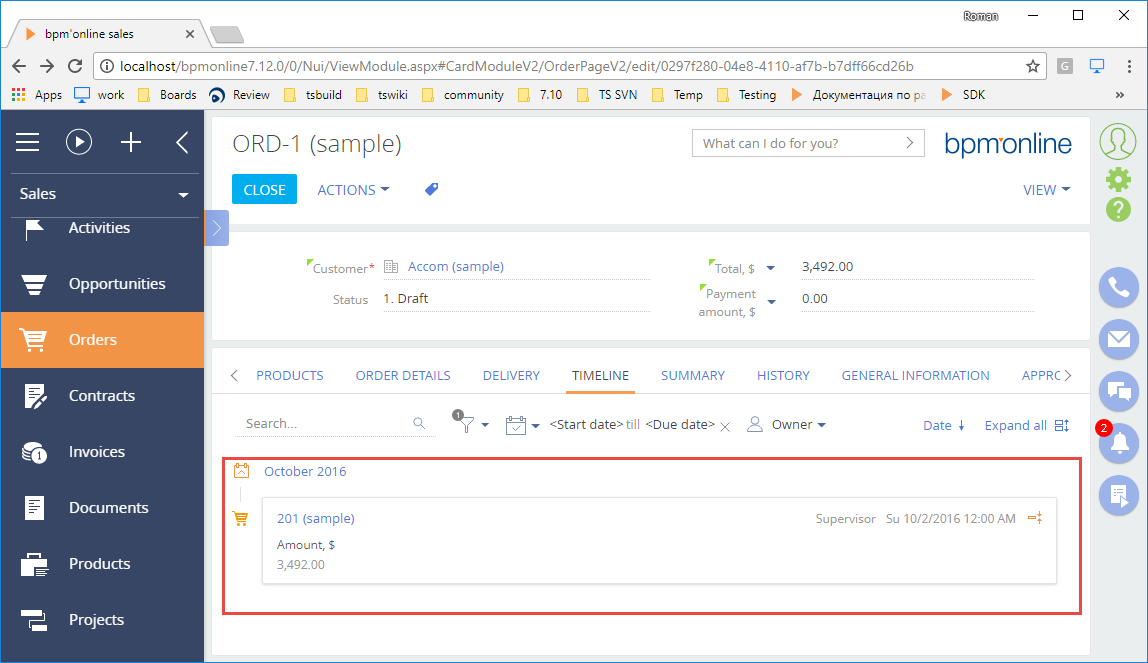 Roman
bpm'online sales
localhost/bpmonline7.12.0/0/Nui/ViewModule.aspx#CardModuleV2/OrderPageV2/edit/0297f280-04e8-4110-af7b-b7dff66cd26b
G
Apps work Boards Review tsbuild tswiki community 7.10 TS SVN Temp Testing Документация по ра SDK »
ORD-1 (sample)
What can I do for you?
bpm'online
Sales
CLOSE ACTIONS VIEW
?
Activities
Opportunities
Orders
Contracts
Invoices
1
Documents
Products
Projects
Customer* Accom (sample) Total, $ 3,492.00
Status 1. Draft Payment amount, $ 0.00
PRODUCTS ORDER DETAILS DELIVERY TIMELINE SUMMARY HISTORY GENERAL INFORMATION APPRO
Search... 1 <Start date> till <Due date> Owner Date Expand all
2
October 2016
201 (sample) Supervisor Su 10/2/2016 12:00 AM
Amount, $
3,492.00